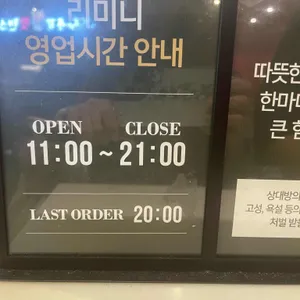 리미니
영업시간 안내
OPEN CLOSE
11:00 ~ 21:00
LAST ORDER 20:00
따뜻한
한마디
큰 힘
상대방의
고성, 욕설 등의
처벌 받을